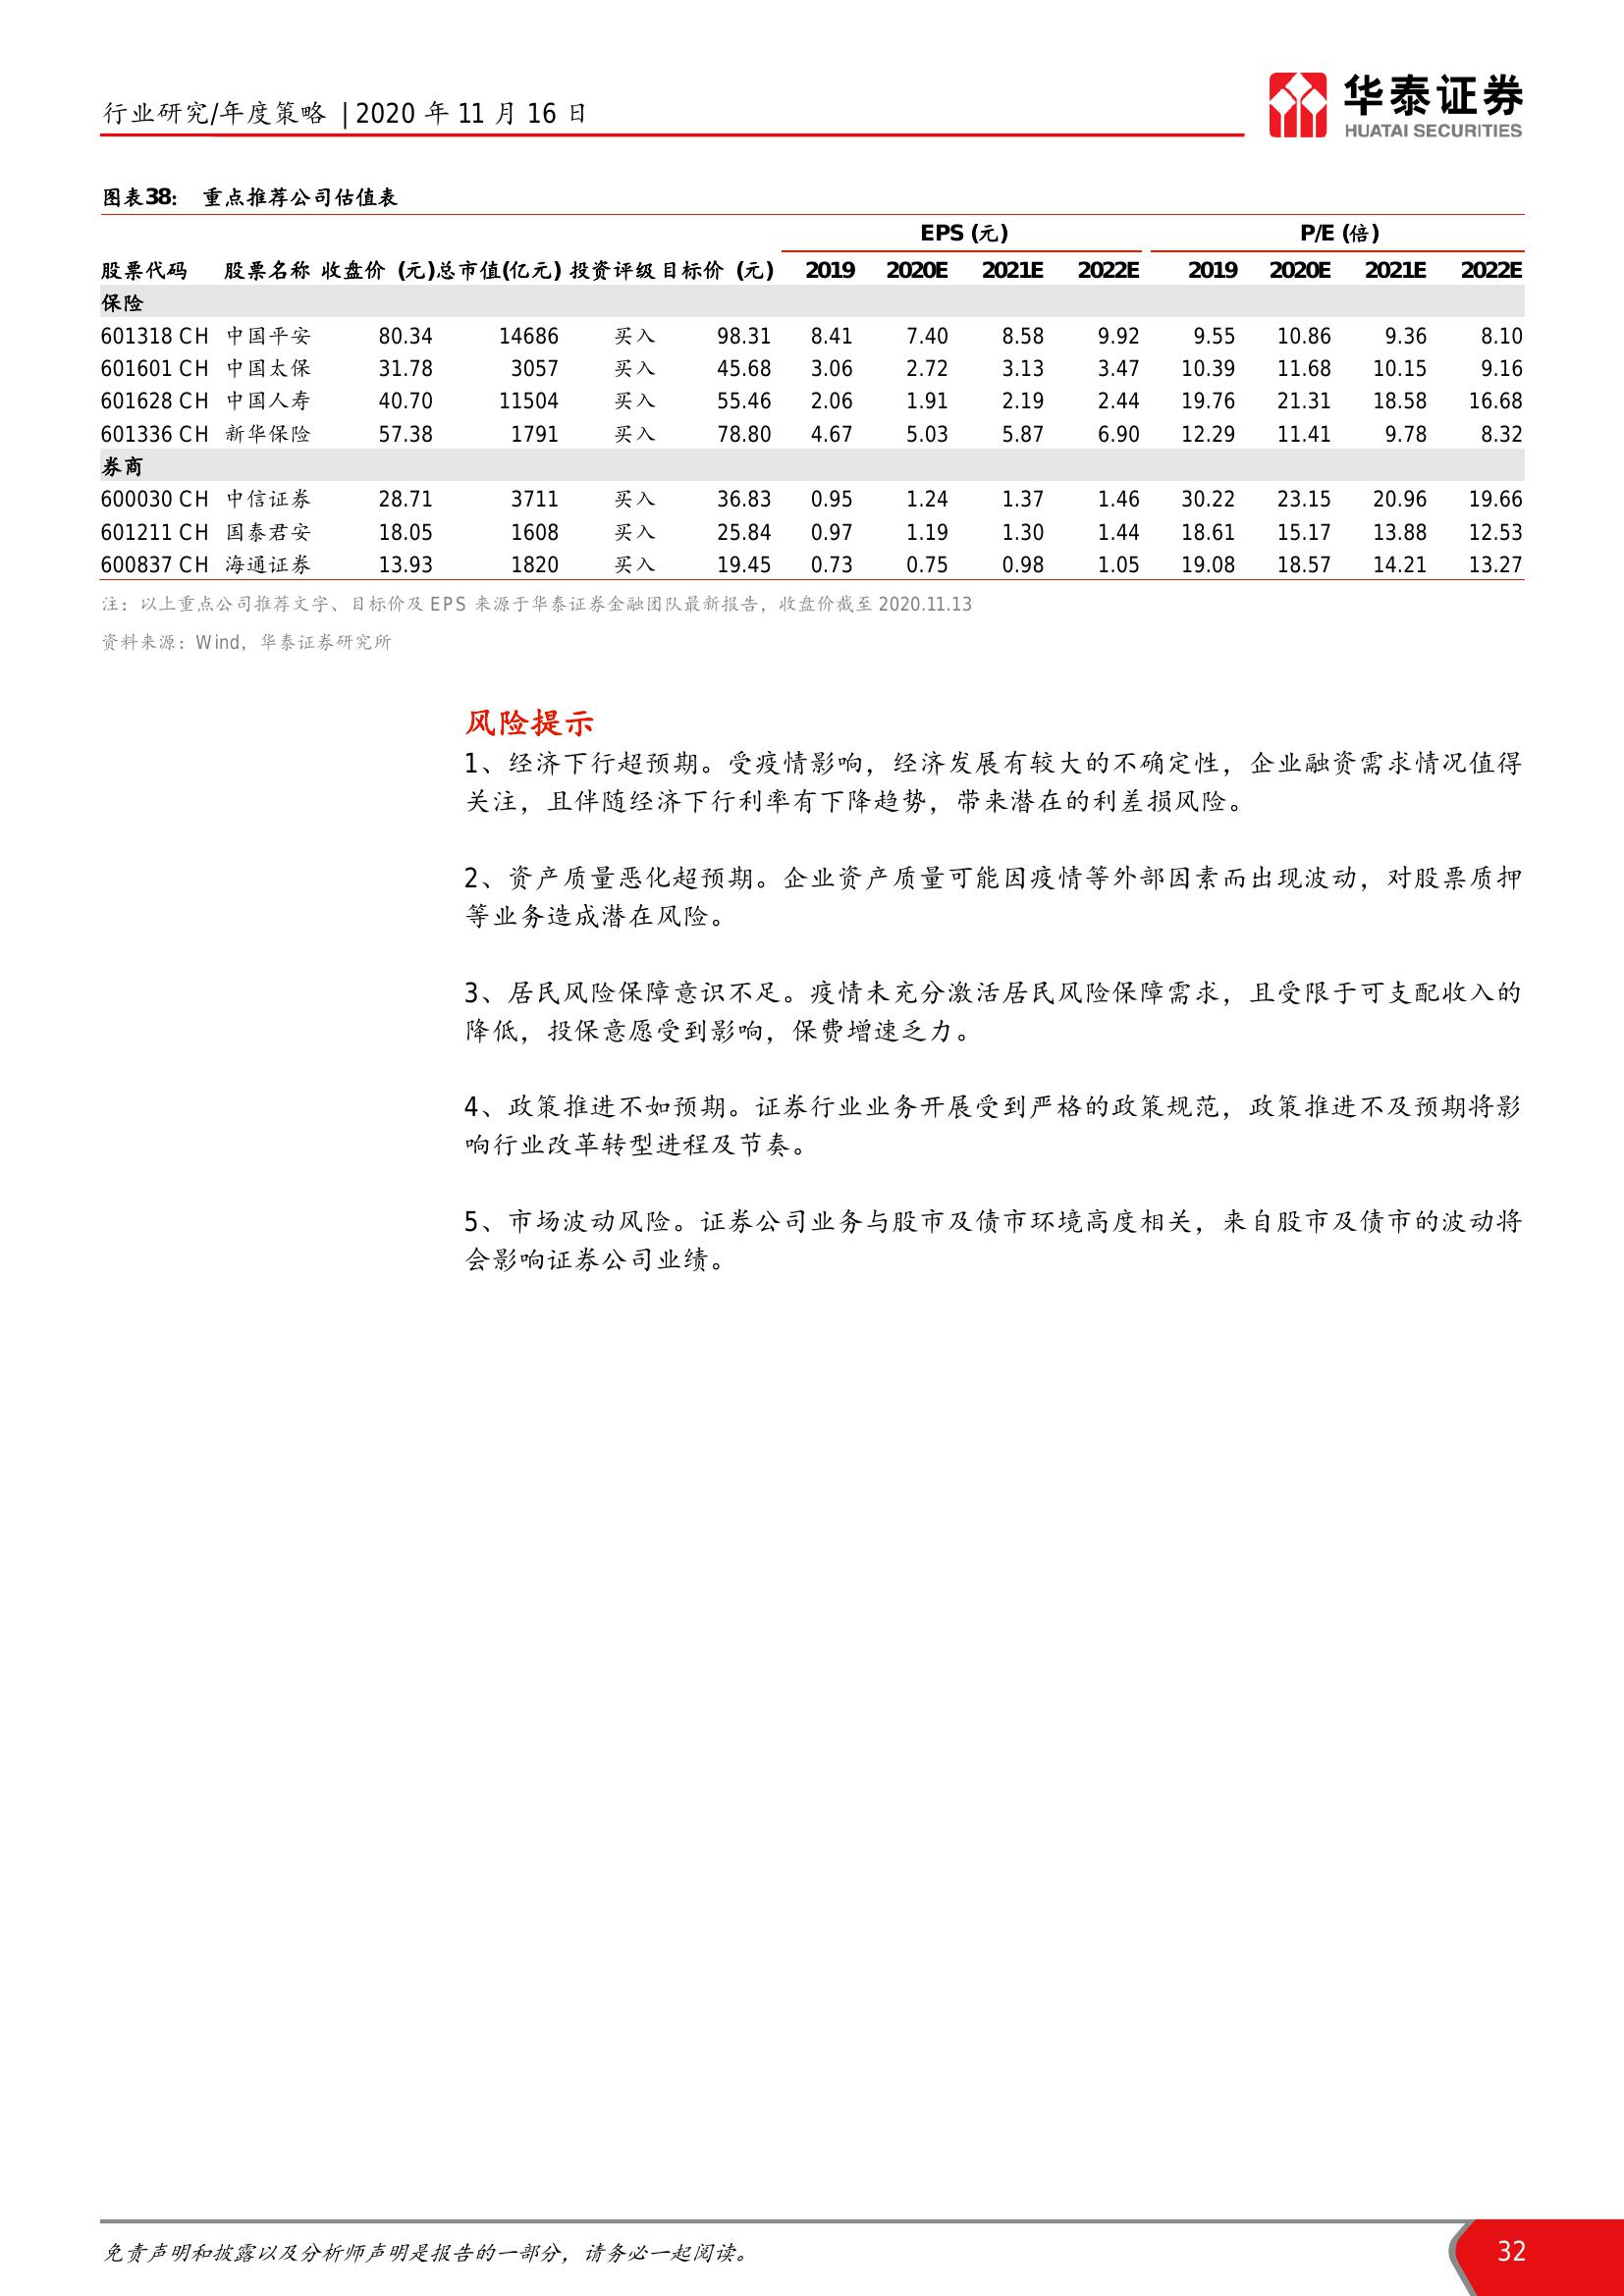 行业研究/年度策略 | 2020 年 11 月 16 日
华泰证券
HUATAI SECURITIES
图表38： 重点推荐公司估值表
EPS (元) P/E (倍)
股票代码 股票名称 收盘价 (元) 总市值(亿元) 投资评级 目标价 (元) 2019 2020E 2021E 2022E 2019 2020E 2021E 2022E
保险
601318 CH 中国平安 80.34 14686 买入 98.31 8.41 7.40 8.58 9.92 9.55 10.86 9.36 8.10
601601 CH 中国太保 31.78 3057 买入 45.68 3.06 2.72 3.13 3.47 10.39 11.68 10.15 9.16
601628 CH 中国人寿 40.70 11504 买入 55.46 2.06 1.91 2.19 2.44 19.76 21.31 18.58 16.68
601336 CH 新华保险 57.38 1791 买入 78.80 4.67 5.03 5.87 6.90 12.29 11.41 9.78 8.32
券商
600030 CH 中信证券 28.71 3711 买入 36.83 0.95 1.24 1.37 1.46 30.22 23.15 20.96 19.66
601211 CH 国泰君安 18.05 1608 买入 25.84 0.97 1.19 1.30 1.44 18.61 15.17 13.88 12.53
600837 CH 海通证券 13.93 1820 买入 19.45 0.73 0.75 0.98 1.05 19.08 18.57 14.21 13.27
注：以上重点公司推荐文字、目标价及 EPS 来源于华泰证券金融团队最新报告，收盘价截至 2020.11.13
资料来源：Wind，华泰证券研究所
风险提示
1、经济下行超预期。受疫情影响，经济发展有较大的不确定性，企业融资需求情况值得
关注，且伴随经济下行利率有下降趋势，带来潜在的利差损风险。
2、资产质量恶化超预期。企业资产质量可能因疫情等外部因素而出现波动，对股票质押
等业务造成潜在风险。
3、居民风险保障意识不足。疫情未充分激活居民风险保障需求，且受限于可支配收入的
降低，投保意愿受到影响，保费增速乏力。
4、政策推进不如预期。证券行业业务开展受到严格的政策规范，政策推进不及预期将影
响行业改革转型进程及节奏。
5、市场波动风险。证券公司业务与股市及债市环境高度相关，来自股市及债市的波动将
会影响证券公司业绩。
免责声明和披露以及分析师声明是报告的一部分，请务必一起阅读。
32